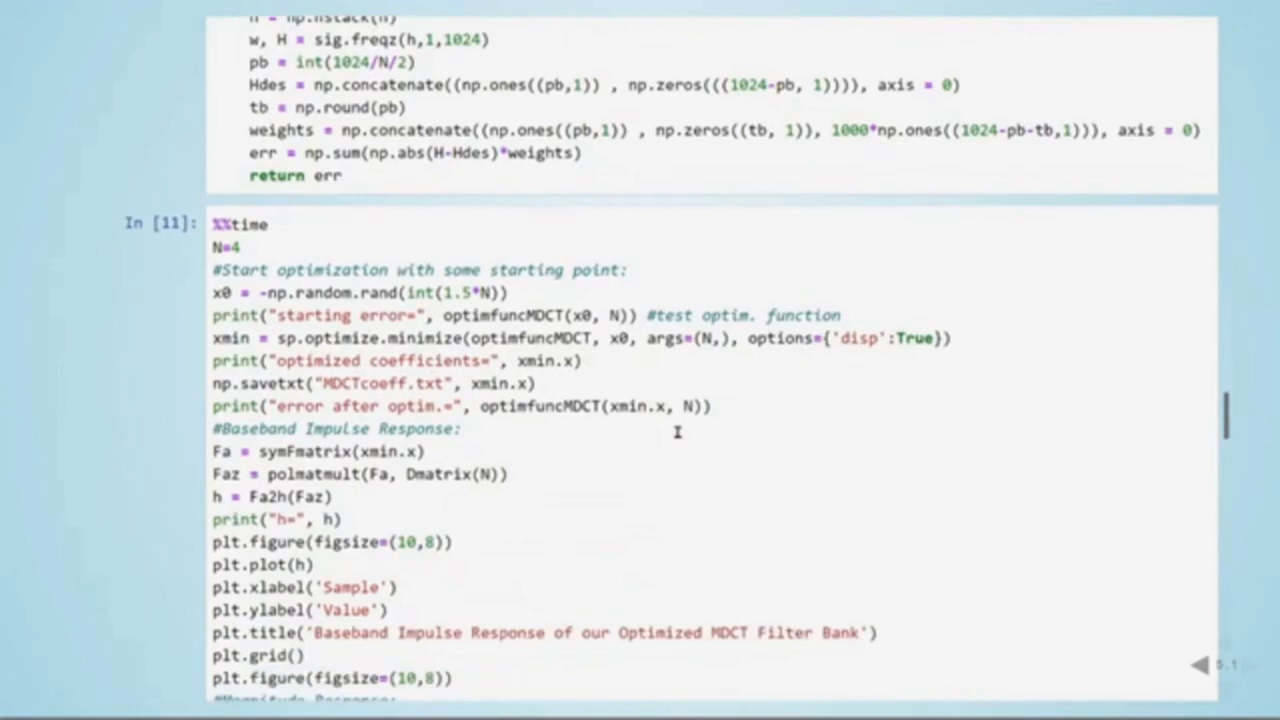 h = np.hstack(h)
w, H = sig.freqz(h,1,1024)
pb = int(1024/N/2)
Hdes = np.concatenate((np.ones((pb,1)) , np.zeros(((1024-pb, 1)))), axis = 0)
tb = np.round(pb)
weights = np.concatenate((np.ones((pb,1)) , np.zeros((tb, 1)), 1000*np.ones((1024-pb-tb,1))), axis = 0)
err = np.sum(np.abs(H-Hdes)*weights)
return err
In [11]:
%%time
N=4
#Start optimization with some starting point:
x0 = -np.random.rand(int(1.5*N))
print("starting error=", optimfuncMDCT(x0, N)) #test optim. function
xmin = sp.optimize.minimize(optimfuncMDCT, x0, args=(N,), options={'disp':True})
print("optimized coefficients=", xmin.x)
np.savetxt("MDCTcoeff.txt", xmin.x)
print("error after optim.=", optimfuncMDCT(xmin.x, N))
#Baseband Impulse Response:
Fa = symFmatrix(xmin.x)
Faz = polmatmult(Fa, Dmatrix(N))
h = Fa2h(Faz)
print("h=", h)
plt.figure(figsize=(10,8))
plt.plot(h)
plt.xlabel('Sample')
plt.ylabel('Value')
plt.title('Baseband Impulse Response of our Optimized MDCT Filter Bank')
plt.grid()
plt.figure(figsize=(10,8))
#Magnitude Response: